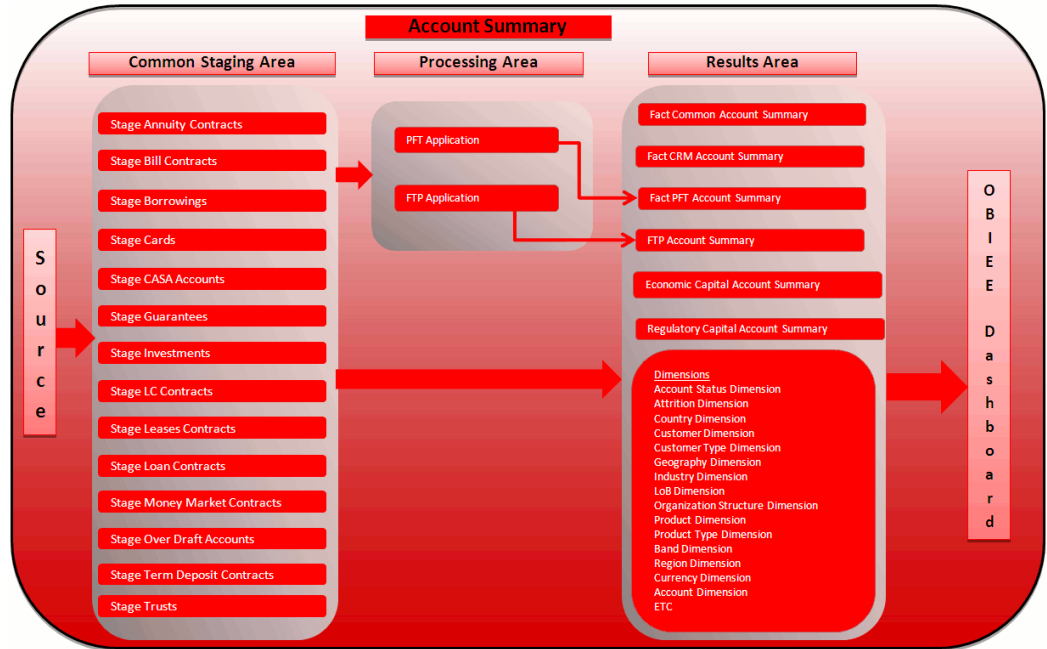 Account Summary
Common Staging Area
Processing Area
Results Area
Source
Stage Annuity Contracts
Stage Bill Contracts
Stage Borrowings
Stage Cards
Stage CASA Accounts
Stage Guarantees
Stage Investments
Stage LC Contracts
Stage Leases Contracts
Stage Loan Contracts
Stage Money Market Contracts
Stage Over Draft Accounts
Stage Term Deposit Contracts
Stage Trusts
PFT Application
FTP Application
Fact Common Account Summary
Fact CRM Account Summary
Fact PFT Account Summary
FTP Account Summary
Economic Capital Account Summary
Regulatory Capital Account Summary
Dimensions
Account Status Dimension
Attrition Dimension
Country Dimension
Customer Dimension
Customer Type Dimension
Geography Dimension
Industry Dimension
LoB Dimension
Organization Structure Dimension
Product Dimension
Product Type Dimension
Band Dimension
Region Dimension
Currency Dimension
Account Dimension
ETC
OBIEE Dashboard